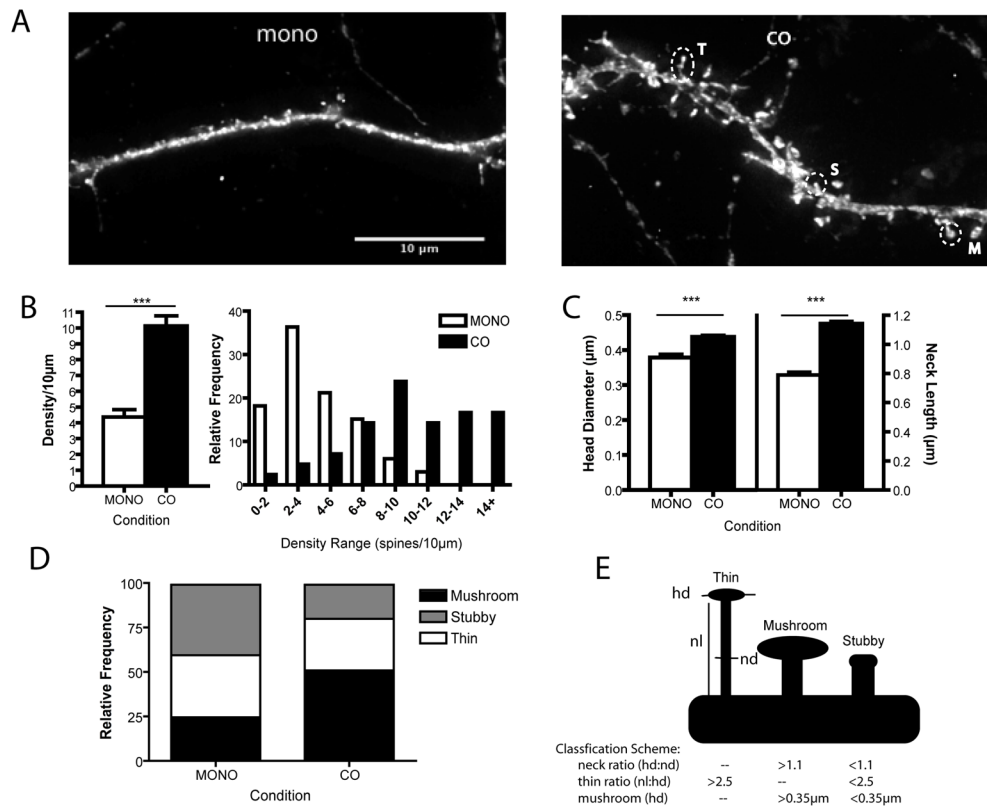 A
mono
10 µm
CO
T
S
M
B
***
Density/10µm
11
10
9
8
7
6
5
4
3
2
1
0
MONO CO
Condition
Relative Frequency
40
20
0
MONO
CO
0-2 2-4 4-6 6-8 8-10 10-12 12-14 14+
Density Range (spines/10µm)
C
***
***
Head Diameter (µm)
0.5
0.4
0.3
0.2
0.1
0.0
Neck Length (µm)
1.2
1.0
0.8
0.6
0.4
0.2
0.0
MONO CO MONO CO
Condition
D
Relative Frequency
100
75
50
25
0
Mushroom
Stubby
Thin
MONO CO
Condition
E
Thin
hd
nl
nd
Mushroom
Stubby
Classfication Scheme:
neck ratio (hd:nd) -- >1.1 <1.1
thin ratio (nl:hd) >2.5 -- <2.5
mushroom (hd) -- >0.35µm <0.35µm